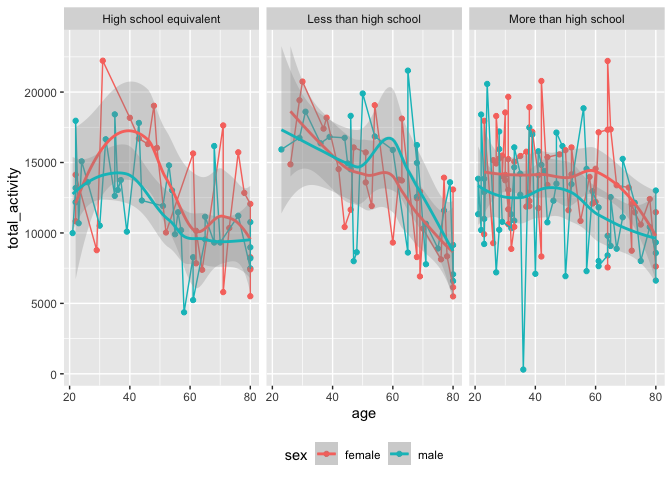 High school equivalent
Less than high school
More than high school
total_activity
20000
15000
10000
5000
0
20 40 60 80
20 40 60 80
20 40 60 80
age
sex female male